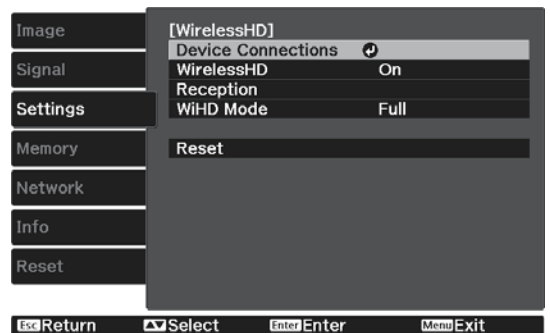 Image
Signal
Settings
Memory
Network
Info
Reset
[WirelessHD]
Device Connections
WirelessHD On
Reception
WiHD Mode Full
Reset
Esc Return Select Enter Enter Menu Exit